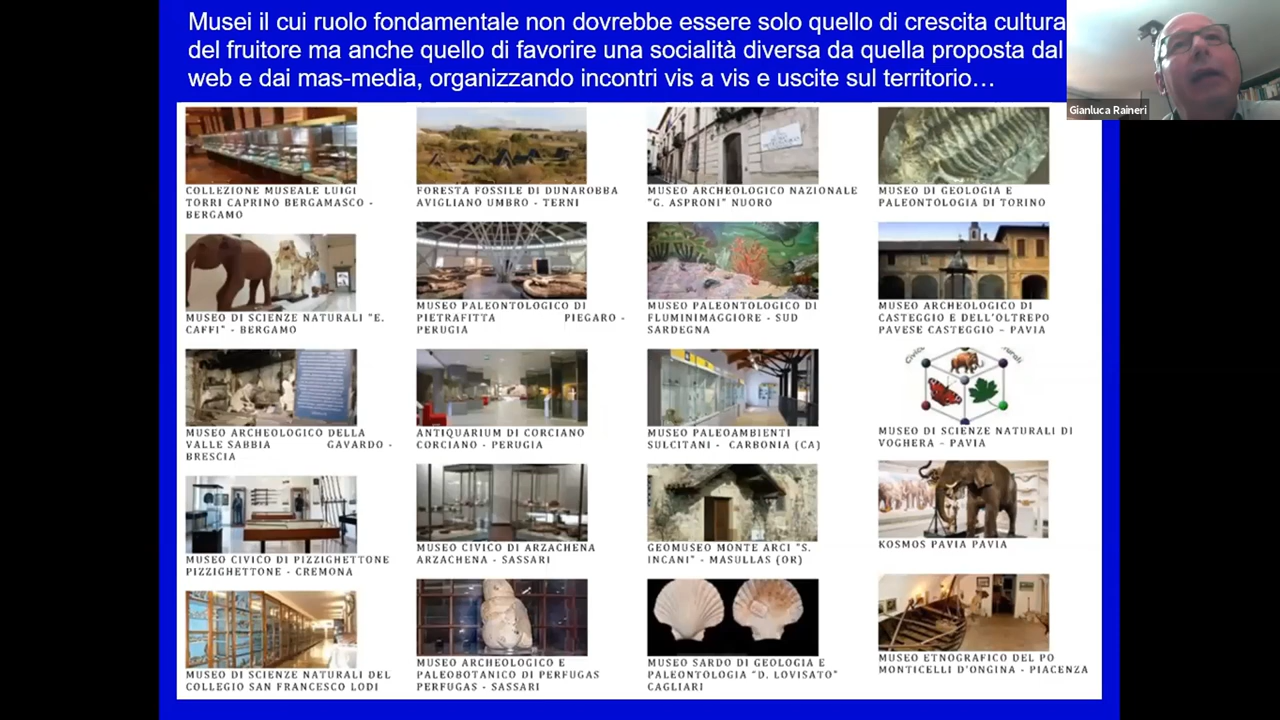 Musei il cui ruolo fondamentale non dovrebbe essere solo quello di crescita cultura
del fruitore ma anche quello di favorire una socialità diversa da quella proposta dal
web e dai mas-media, organizzando incontri vis a vis e uscite sul territorio…
Gianluca Raineri
COLLEZIONE MUSEALE LUIGI
TORRI CAPRINO BERGAMASCO -
BERGAMO
MUSEO DI SCIENZE NATURALI "E.
CAFFI" - BERGAMO
MUSEO ARCHEOLOGICO DELLA
VALLE SABBIA GAVARDO -
BRESCIA
MUSEO CIVICO DI PIZZIGHETTONE
PIZZIGHETTONE - CREMONA
MUSEO DI SCIENZE NATURALI DEL
COLLEGIO SAN FRANCESCO LODI
FORESTA FOSSILE DI DUNAROBBA
AVIGLIANO UMBRO - TERNI
MUSEO PALEONTOLOGICO DI
PIETRAFITTA PIEGARO -
PERUGIA
ANTIQUARIUM DI CORCIANO
CORCIANO - PERUGIA
MUSEO CIVICO DI ARZACHENA
ARZACHENA - SASSARI
MUSEO ARCHEOLOGICO E
PALEOBOTANICO DI PERFUGAS
PERFUGAS - SASSARI
MUSEO ARCHEOLOGICO NAZIONALE
"G. ASPRONI" NUORO
MUSEO PALEONTOLOGICO DI
FLUMINIMAGGIORE - SUD
SARDEGNA
MUSEO PALEOAMBIENTI
SULCITANI - CARBONIA (CA)
GEOMUSEO MONTE ARCI "S.
INCANI" - MASULLAS (OR)
MUSEO SARDO DI GEOLOGIA E
PALEONTOLOGIA "D. LOVISATO"
CAGLIARI
MUSEO DI GEOLOGIA E
PALEONTOLOGIA DI TORINO
MUSEO ARCHEOLOGICO DI
CASTEGGIO E DELL'OLTREPO
PAVESE CASTEGGIO – PAVIA
MUSEO DI SCIENZE NATURALI DI
VOGHERA – PAVIA
KOSMOS PAVIA PAVIA
MUSEO ETNOGRAFICO DEL PO
MONTICELLI D'ONGINA - PIACENZA